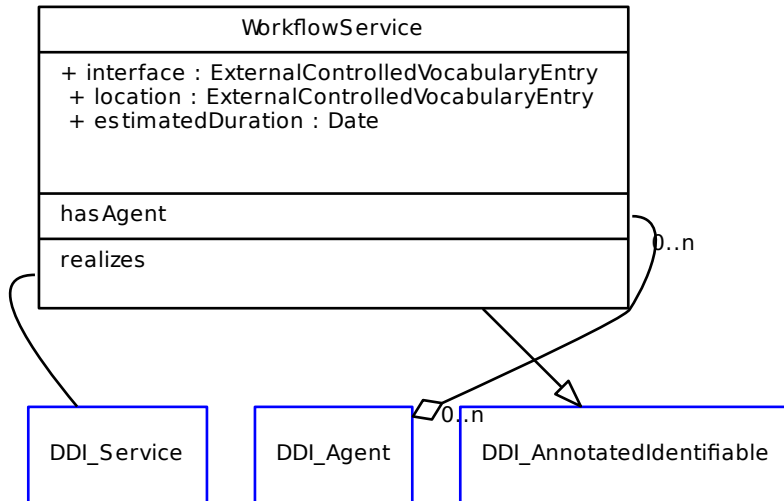 WorkflowService
+ interface : ExternalControlledVocabularyEntry
+ location : ExternalControlledVocabularyEntry
+ estimatedDuration : Date
hasAgent
0..n
realizes
0..n
DDI_Service
DDI_Agent
DDI_AnnotatedIdentifiable